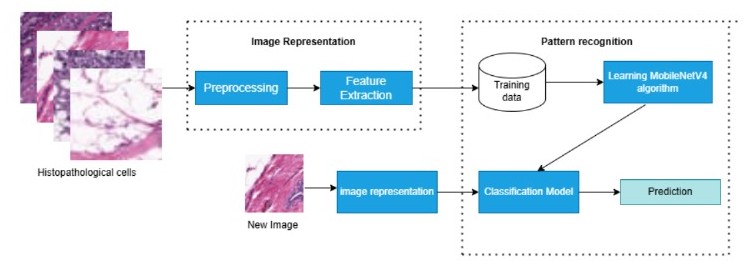 Image Representation
Pattern recognition
Preprocessing
Feature
Extraction
Training
data
Learning MobileNetV4
algorithm
Histopathological cells
image representation
Classification Model
Prediction
New Image